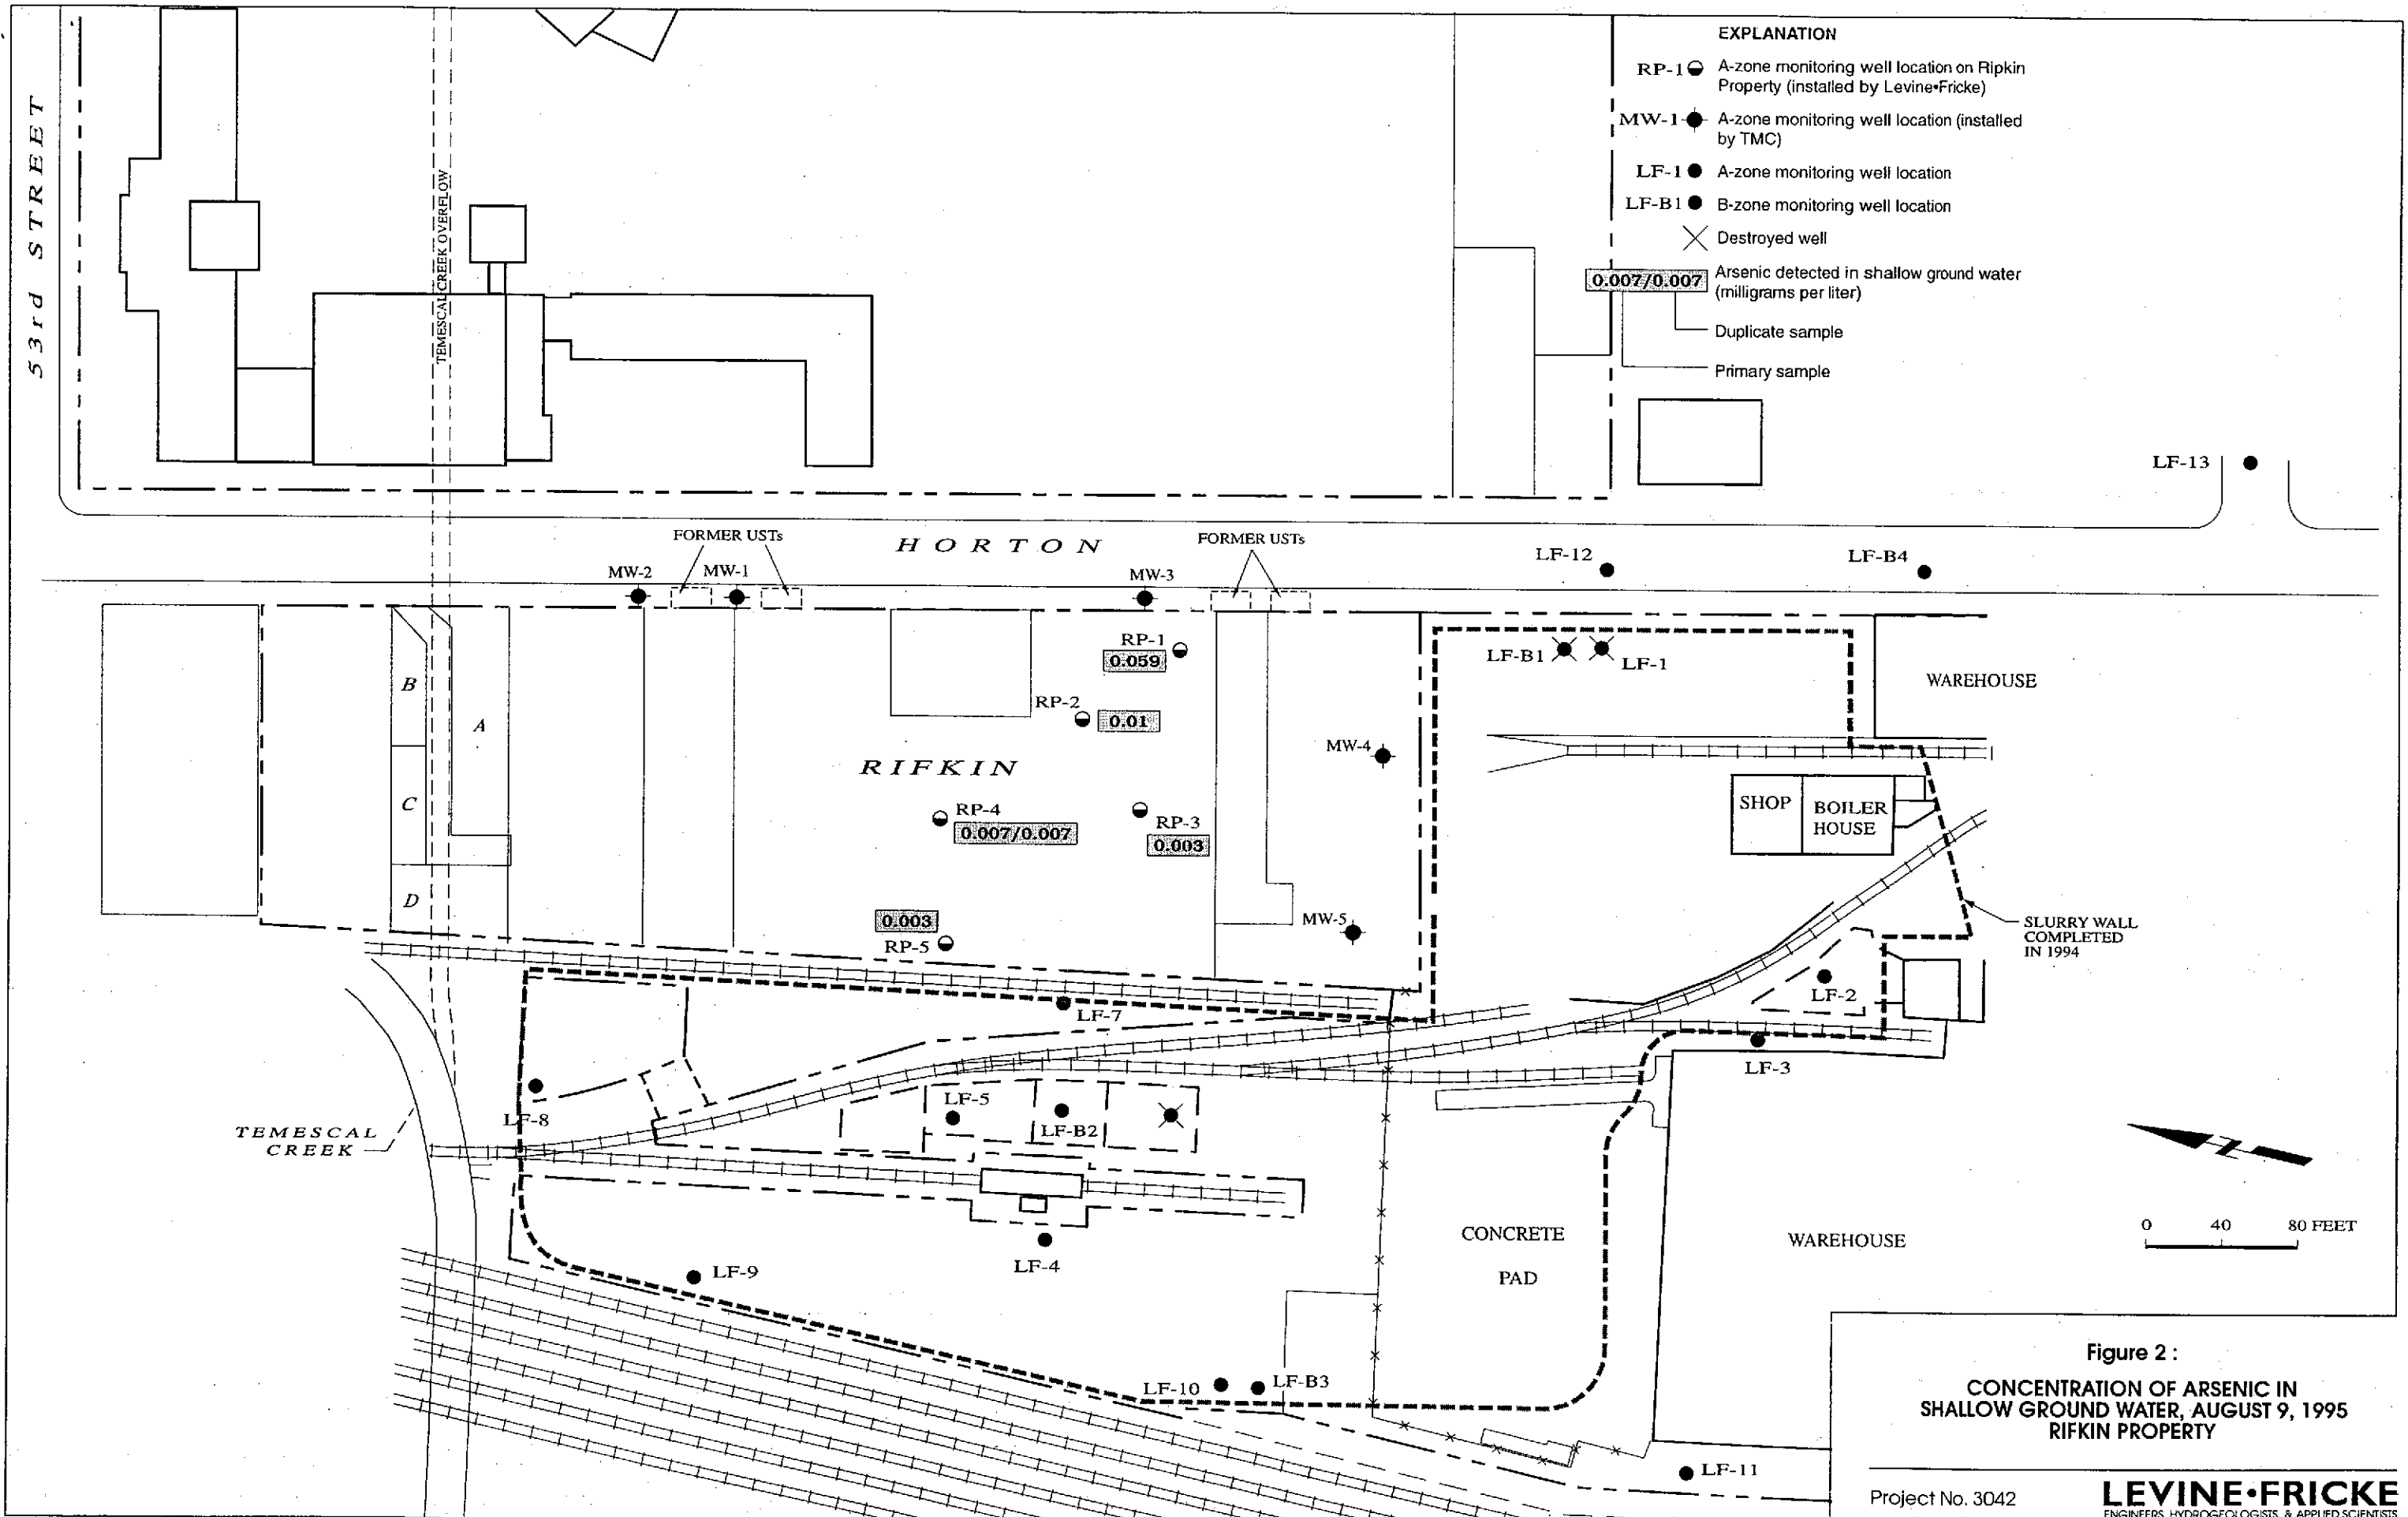 EXPLANATION
RP-1 A-zone monitoring well location on Ripkin
Property (installed by Levine•Fricke)
MW-1 A-zone monitoring well location (installed
by TMC)
LF-1 A-zone monitoring well location
LF-B1 B-zone monitoring well location
Destroyed well
0.007/0.007 Arsenic detected in shallow ground water
(milligrams per liter)
Duplicate sample
Primary sample
53rd STREET
TEMESCAL CREEK OVERFLOW
LF-13
FORMER USTs
HORTON
FORMER USTs
LF-12
LF-B4
MW-2
MW-1
MW-3
RP-1
0.059
LF-B1
LF-1
WAREHOUSE
B
A
RP-2
0.01
MW-4
RIFKIN
C
RP-4
0.007/0.007
RP-3
0.003
SHOP
BOILER
HOUSE
D
0.003
RP-5
MW-5
SLURRY WALL
COMPLETED
IN 1994
LF-2
LF-7
LF-3
LF-8
LF-5
LF-B2
TEMESCAL
CREEK
0 40 80 FEET
CONCRETE
PAD
WAREHOUSE
LF-4
LF-9
LF-10
LF-B3
LF-11
Figure 2 :
CONCENTRATION OF ARSENIC IN
SHALLOW GROUND WATER, AUGUST 9, 1995
RIFKIN PROPERTY
Project No. 3042
LEVINE•FRICKE
ENGINEERS, HYDROGEOLOGISTS, & APPLIED SCIENTISTS